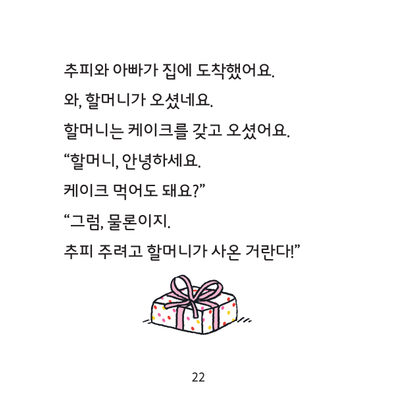 추피와 아빠가 집에 도착했어요.
와, 할머니가 오셨네요.
할머니는 케이크를 갖고 오셨어요.
“할머니, 안녕하세요.
케이크 먹어도 돼요?”
“그럼, 물론이지.
추피 주려고 할머니가 사온 거란다!”
22